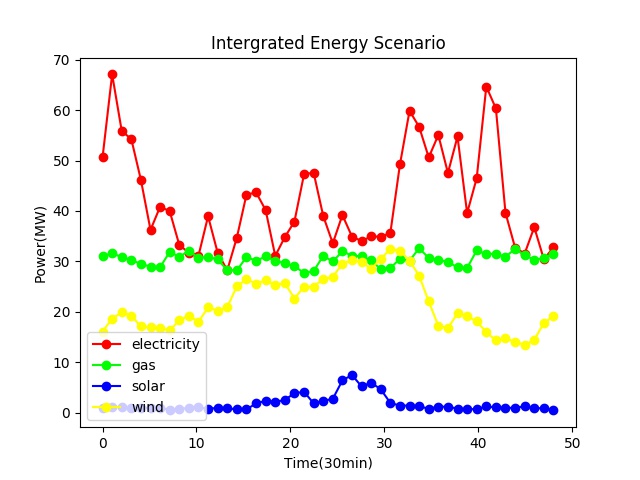 Intergrated Energy Scenario
Power(MW)
70
60
50
40
30
20
10
0
electricity
gas
solar
wind
0 10 20 30 40 50
Time(30min)